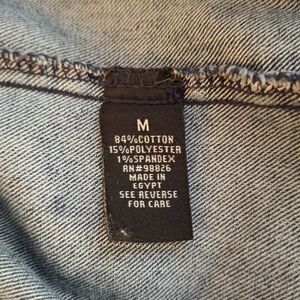 M
84%COTTON
15%POLYESTER
1%SPANDEX
RN#98826
MADE IN
EGYPT
SEE REVERSE
FOR CARE